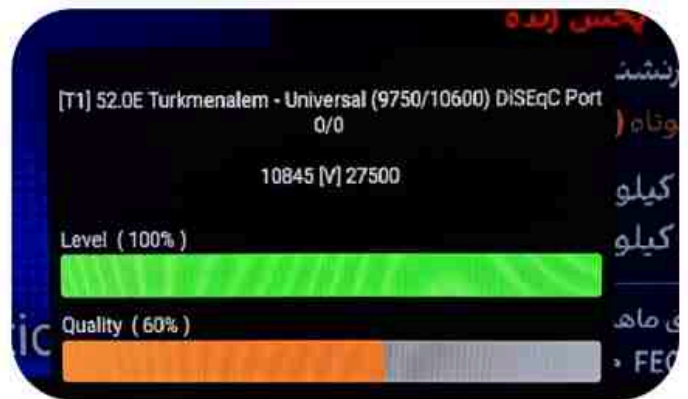 پخش زنده
[T1] 52.0E Turkmenalem - Universal (9750/10600) DiSEqC Port
0/0
10845 [V] 27500
کیلو
کیلو
Level ( 100% )
Quality ( 60% )
ی ماه